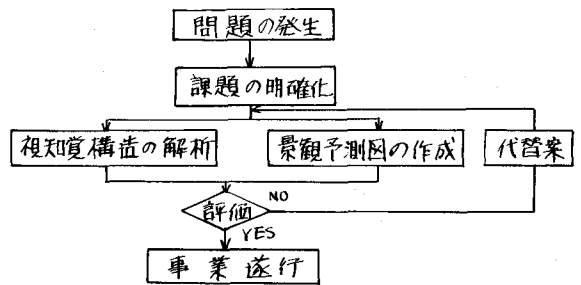 問題の発生
課題の明確化
視知覚構造の解析
景観予測図の作成
代替案
評価
NO
YES
事業遂行